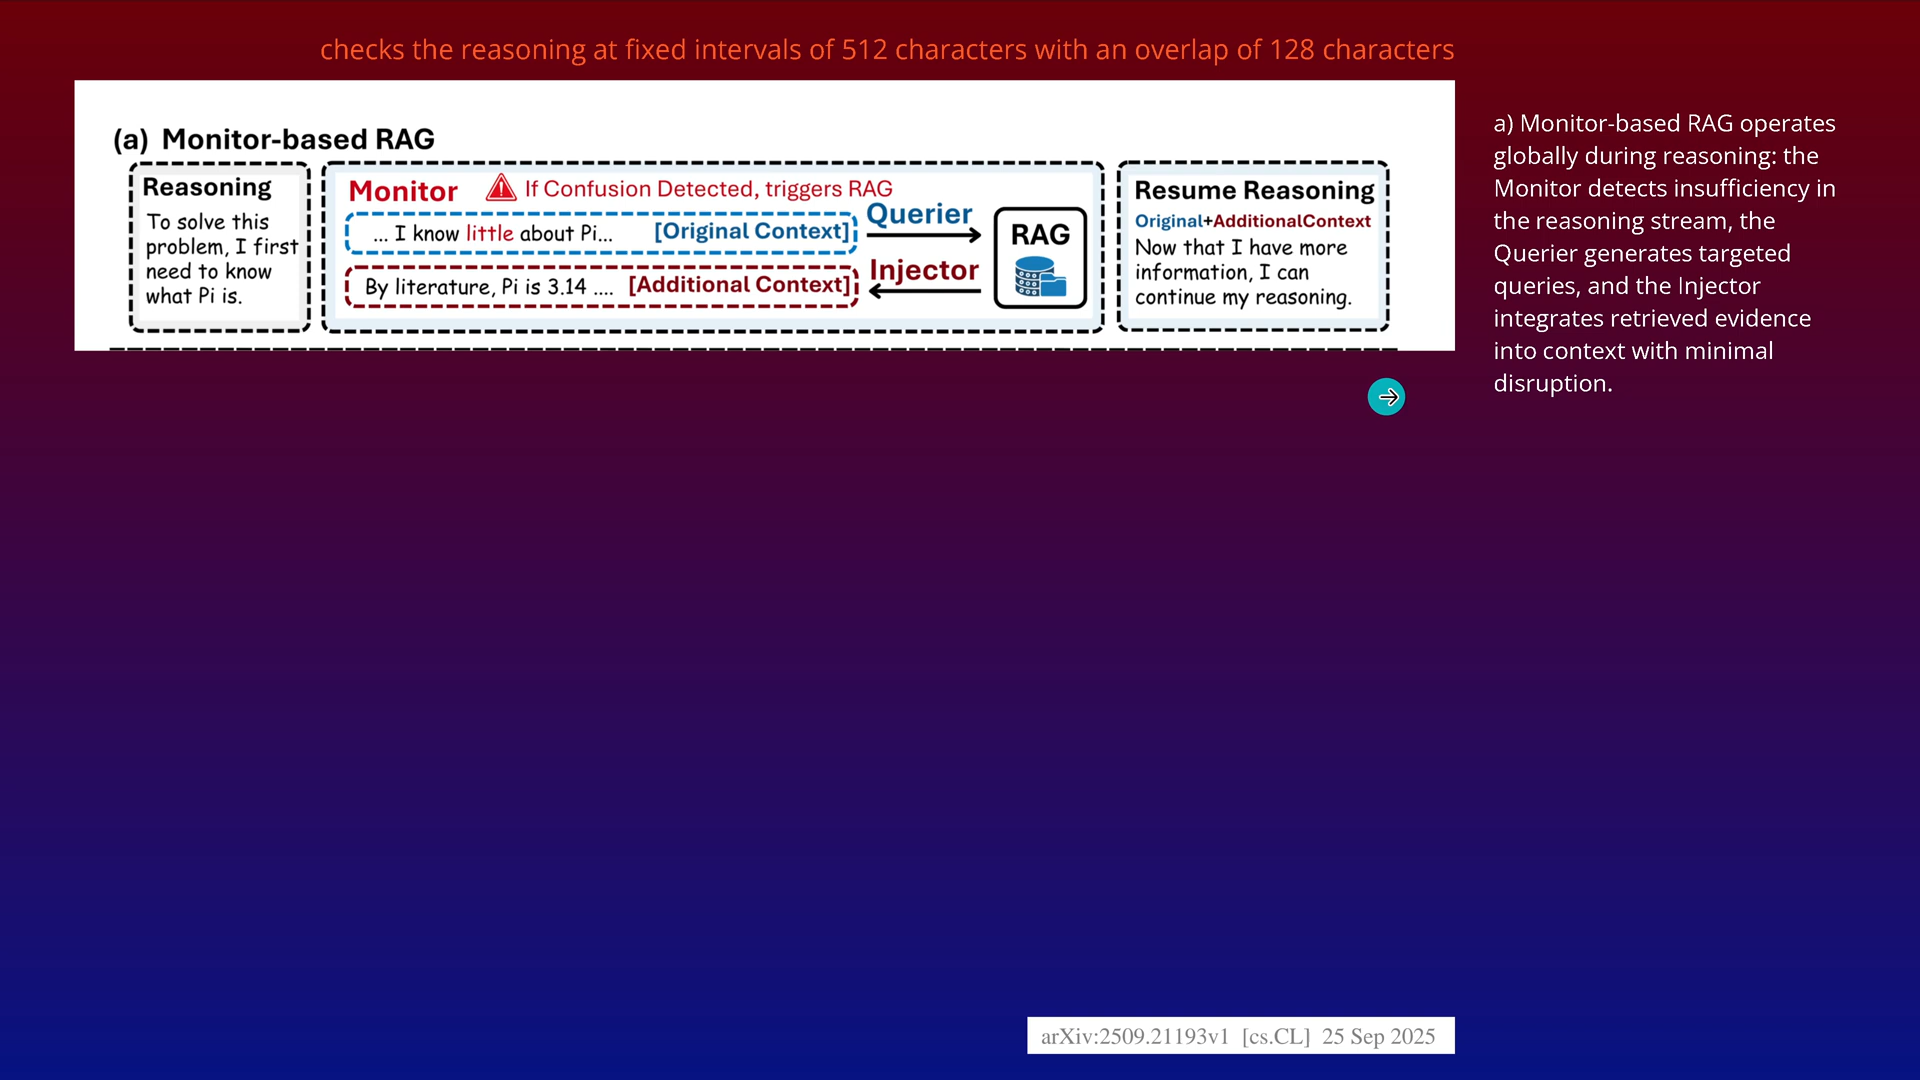 checks the reasoning at fixed intervals of 512 characters with an overlap of 128 characters
(a) Monitor-based RAG
Reasoning
To solve this
problem, I first
need to know
what Pi is.
Monitor
If Confusion Detected, triggers RAG
... I know little about Pi...
[Original Context]
By literature, Pi is 3.14 ....
[Additional Context]
Querier
Injector
RAG
Resume Reasoning
Original+AdditionalContext
Now that I have more
information, I can
continue my reasoning.
a) Monitor-based RAG operates
globally during reasoning: the
Monitor detects insufficiency in
the reasoning stream, the
Querier generates targeted
queries, and the Injector
integrates retrieved evidence
into context with minimal
disruption.
arXiv:2509.21193v1 [cs.CL] 25 Sep 2025